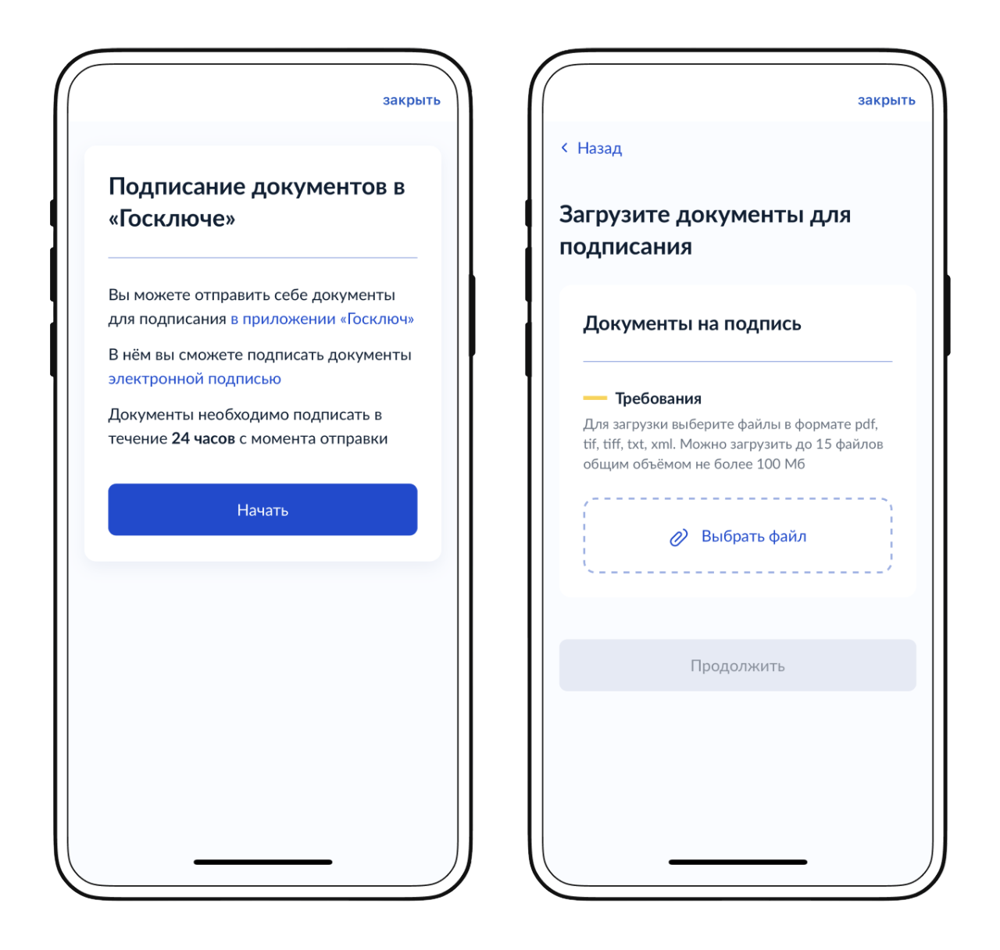 закрыть
Подписание документов в
«Госключе»
Вы можете отправить себе документы
для подписания в приложении «Госключ»
В нём вы сможете подписать документы
электронной подписью
Документы необходимо подписать в
течение 24 часов с момента отправки
Начать
закрыть
Назад
Загрузите документы для
подписания
Документы на подпись
Требования
Для загрузки выберите файлы в формате pdf,
tif, tiff, txt, xml. Можно загрузить до 15 файлов
общим объёмом не более 100 Мб
Выбрать файл
Продолжить